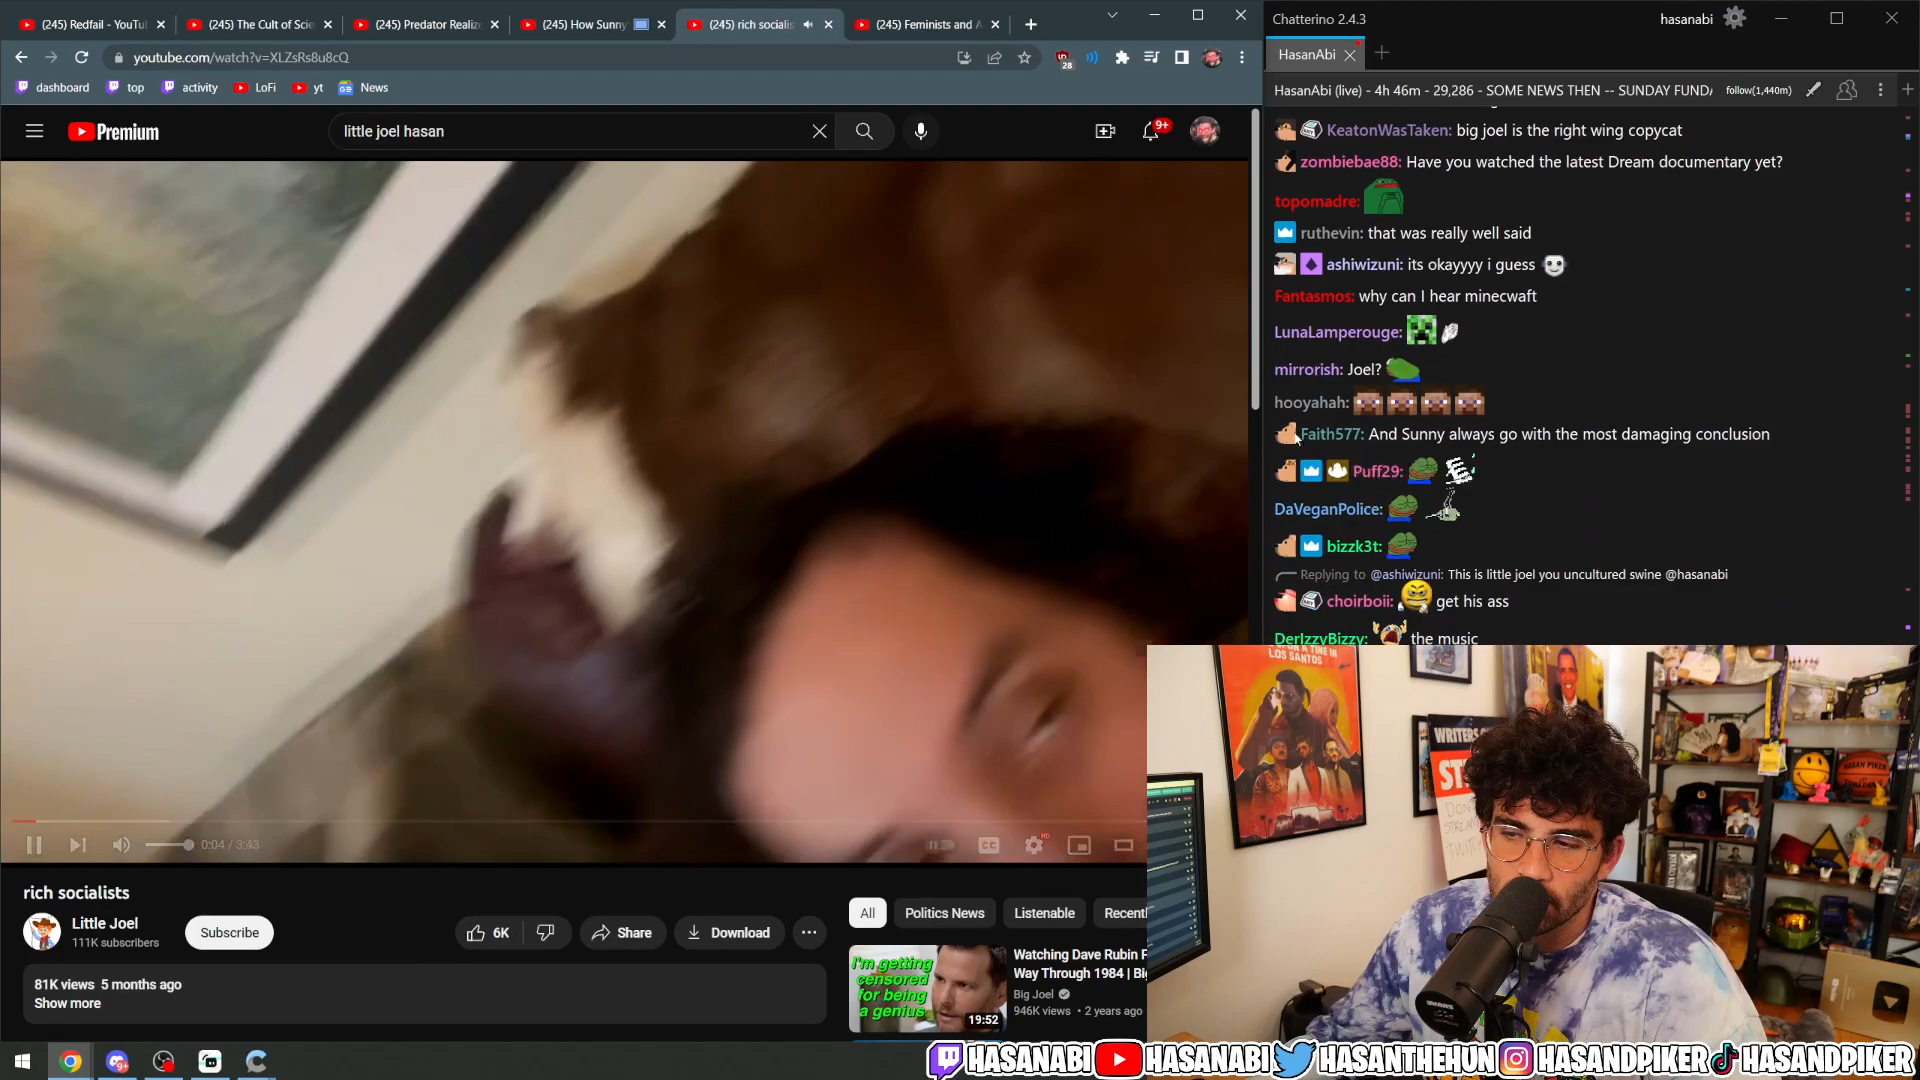 (245) Redfail - YouTu
(245) The Cult of Scie
(245) Predator Realize
(245) How Sunny
(245) rich socialis
(245) Feminists and A
youtube.com/watch?v=XLZsRs8u8cQ
28
dashboard
top
activity
LoFi
yt
News
Premium
little joel hasan
9+
0:04 / 3:43
CC
HD
rich socialists
Little Joel
111K subscribers
Subscribe
6K
Share
Download
81K views 5 months ago
Show more
All
Politics News
Listenable
Recent
I'm getting
censored
for being
a genius
19:52
Watching Dave Rubin F
Way Through 1984 | Bi
Big Joel
946K views • 2 years ago
Chatterino 2.4.3
hasanabi
HasanAbi
HasanAbi (live) - 4h 46m - 29,286 - SOME NEWS THEN -- SUNDAY FUND
follow(1,440m)
KeatonWasTaken: big joel is the right wing copycat
zombiebae88: Have you watched the latest Dream documentary yet?
topomadre:
ruthevin: that was really well said
ashiwizuni: its okayyyy i guess
Fantasmos: why can I hear minecwaft
LunaLamperouge:
mirrorish: Joel?
hooyahah:
Faith577: And Sunny always go with the most damaging conclusion
Puff29:
DaVeganPolice:
bizzk3t:
Replying to @ashiwizuni: This is little joel you uncultured swine @hasanabi
choirboii: get his ass
DerIzzyBizzy: the music
TIME IN
LOS SANTOS
WRITERS
ST
HASANABI
HASANABI
HASANTHEHUN
HASANDPIKER
HASANDPIKER